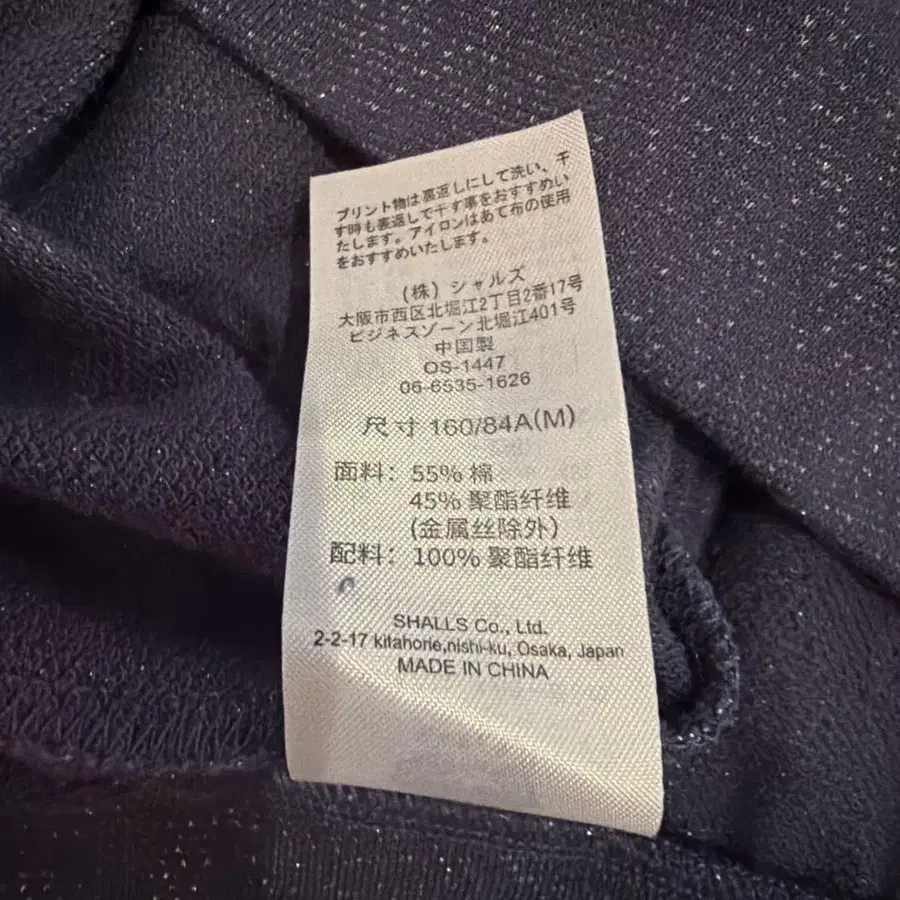 プリント物は裏返しにして洗い、干
す時も裏返しで干す事をおすすめい
たします。アイロンはあて布の使用
をおすすめいたします。
(株) シャルズ
大阪市西区北堀江2丁目2番17号
ビジネスゾーン北堀江401号
中国製
OS-1447
06-6535-1626
尺寸 160/84A(M)
面料: 55% 棉
45% 聚酯纤维
(金属丝除外)
配料: 100% 聚酯纤维
SHALLS Co., Ltd.
2-2-17 kitahorie,nishi-ku, Osaka, Japan
MADE IN CHINA